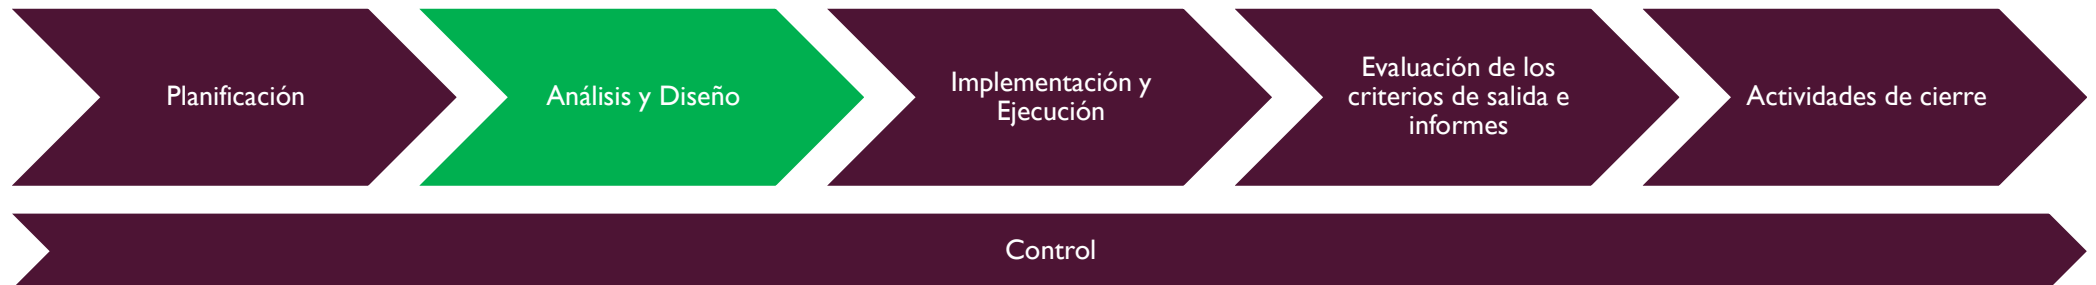 Planificación
Análisis y Diseño
Implementación y
Ejecución
Evaluación de los
criterios de salida e
informes
Actividades de cierre
Control